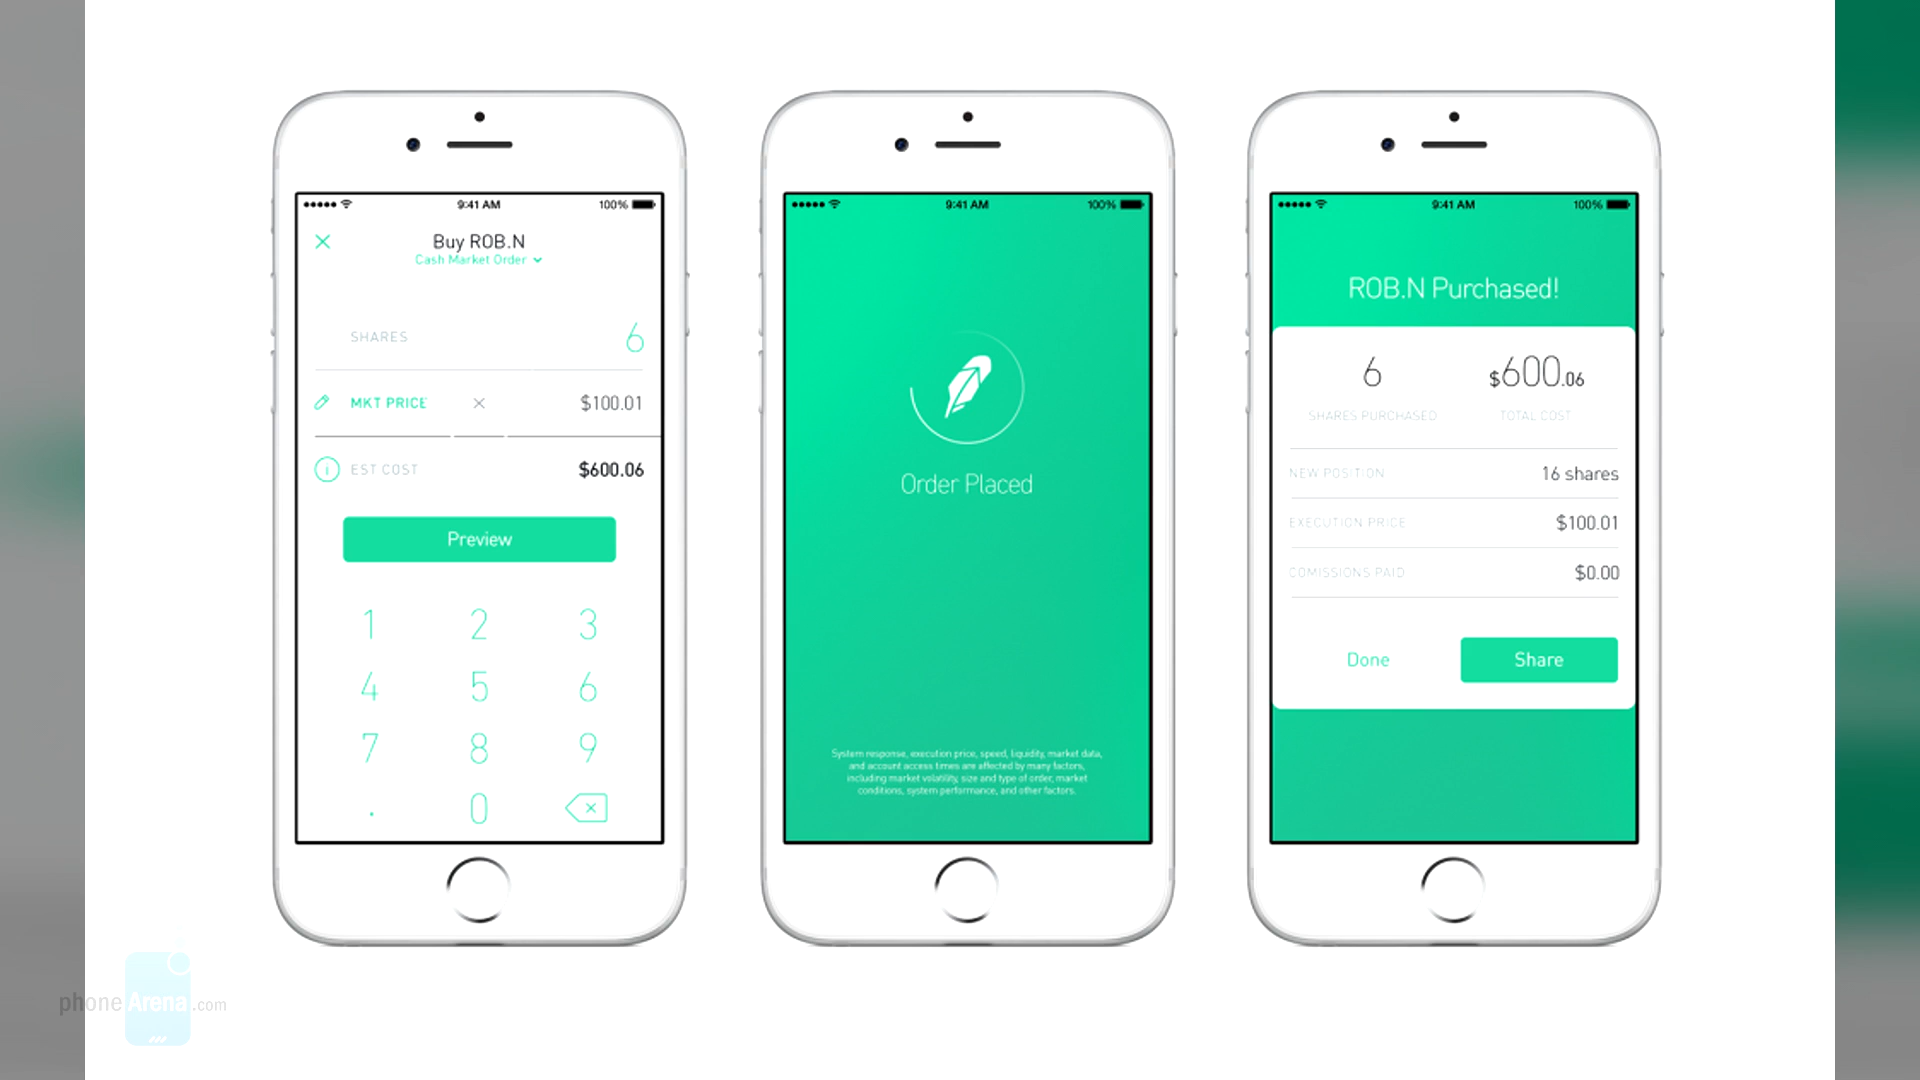 9:41 AM 100%
Buy ROB.N
Cash Market Order
SHARES 6
MKT PRICE × $100.01
EST COST $600.06
Preview
1 2 3
4 5 6
7 8 9
. 0
9:41 AM 100%
Order Placed
System response, execution price, speed, liquidity, market data,
and account access times are affected by many factors,
including market volatility, size and type of order, market
conditions, system performance, and other factors.
9:41 AM 100%
ROB.N Purchased!
6 $600.06
SHARES PURCHASED TOTAL COST
NEW POSITION 16 shares
EXECUTION PRICE $100.01
COMISSIONS PAID $0.00
Done Share
phoneArena.com